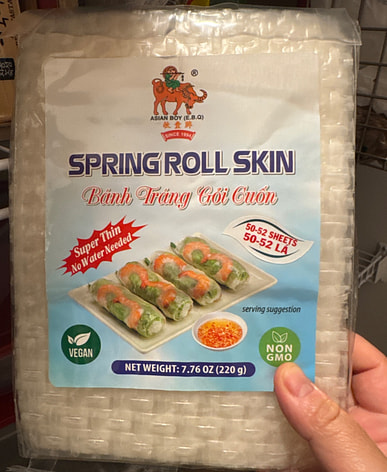 ASIAN BOY (E.B.Q)
®
SINCE 1994
SPRING ROLL SKIN
Bánh Tráng Gỏi Cuốn
Super Thin
No Water Needed
50-52 SHEETS
50-52 LÁ
serving suggestion
VEGAN
NON
GMO
NET WEIGHT: 7.76 OZ (220 g)